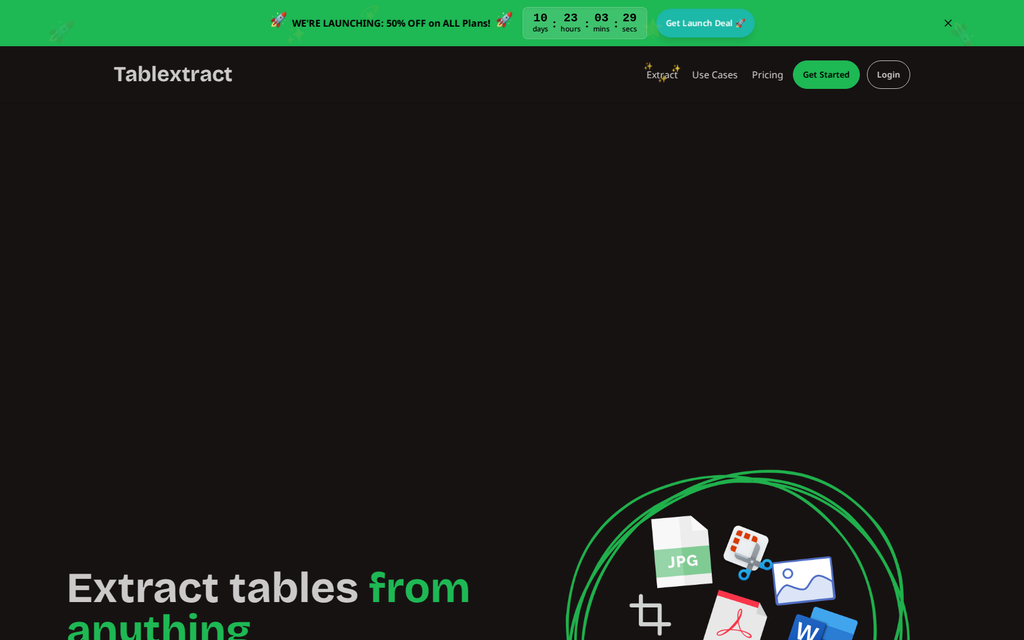 WE'RE LAUNCHING: 50% OFF on ALL Plans!
10 : 23 : 03 : 29
days hours mins secs
Get Launch Deal
Tablextract
Extract Use Cases Pricing Get Started Login
Extract tables from
anything
JPG
W